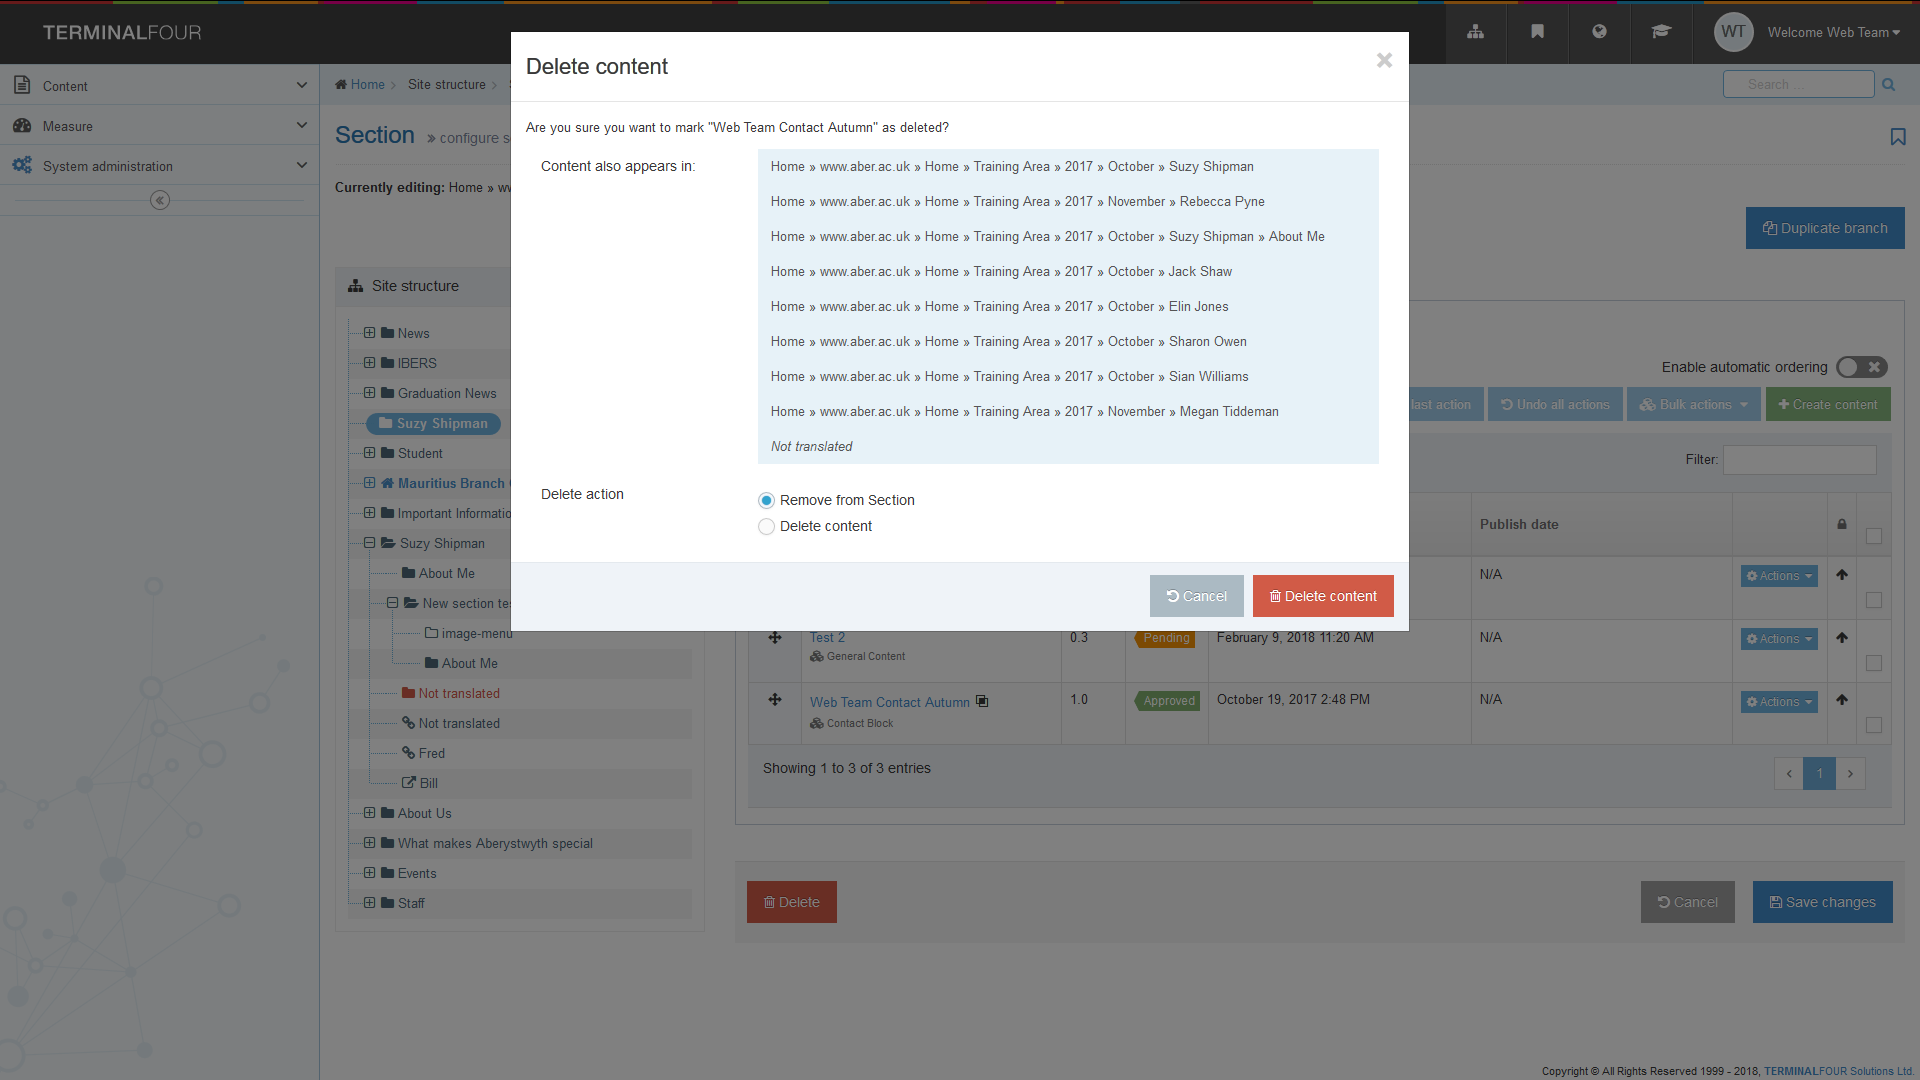 TERMINALFOUR
WT Welcome Web Team
Content
Measure
System administration
Home Site structure
Search ...
Section » configure s
Currently editing: Home » w
Duplicate branch
Site structure
News
IBERS
Graduation News
Suzy Shipman
Student
Mauritius Branch
Important Informatio
Suzy Shipman
About Me
New section te
image-menu
About Me
Not translated
Not translated
Fred
Bill
About Us
What makes Aberystwyth special
Events
Staff
Delete content
Are you sure you want to mark "Web Team Contact Autumn" as deleted?
Content also appears in:
Home » www.aber.ac.uk » Home » Training Area » 2017 » October » Suzy Shipman
Home » www.aber.ac.uk » Home » Training Area » 2017 » November » Rebecca Pyne
Home » www.aber.ac.uk » Home » Training Area » 2017 » October » Suzy Shipman » About Me
Home » www.aber.ac.uk » Home » Training Area » 2017 » October » Jack Shaw
Home » www.aber.ac.uk » Home » Training Area » 2017 » October » Elin Jones
Home » www.aber.ac.uk » Home » Training Area » 2017 » October » Sharon Owen
Home » www.aber.ac.uk » Home » Training Area » 2017 » October » Sian Williams
Home » www.aber.ac.uk » Home » Training Area » 2017 » November » Megan Tiddeman
Not translated
Delete action
Remove from Section
Delete content
Cancel Delete content
Enable automatic ordering
last action Undo all actions Bulk actions Create content
Filter:
Publish date
N/A Actions
Test 2 0.3 Pending February 9, 2018 11:20 AM N/A Actions
General Content
Web Team Contact Autumn 1.0 Approved October 19, 2017 2:48 PM N/A Actions
Contact Block
Showing 1 to 3 of 3 entries
‹ 1 ›
Delete Cancel Save changes
Copyright © All Rights Reserved 1999 - 2018, TERMINALFOUR Solutions Ltd.